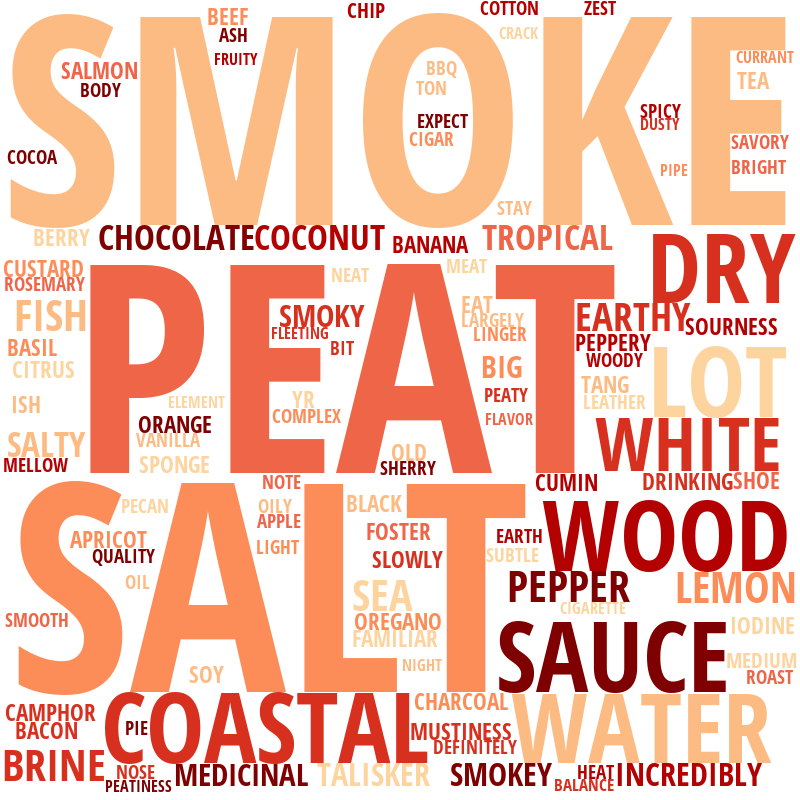 SMOKE
BEEF
CHIP
COTTON
ZEST
ASH
CRACK
FRUITY
CURRANT
SALMON
BBQ
TEA
BODY
TON
EXPECT
SPICY
DUSTY
CIGAR
SAVORY
COCOA
PIPE
BRIGHT
STAY
BERRY
CHOCOLATE
COCONUT
BANANA
TROPICAL
DRY
PEAT
CUSTARD
ROSEMARY
NEAT
MEAT
FISH
SMOKY
FAT
EARTHY
FLEETING
LARGELY
LINGER
SOURNESS
BASIL
BIT
PEPPERY
WOODY
CITRUS
BIG
LOT
TANG
ISH
ELEMENT
YR
PEATY
LEATHER
COMPLEX
FLAVOR
ORANGE
SALTY
VANILLA
OLD
WHITE
MELLOW
SPONGE
SHERRY
SALT
NOTE
CUMIN
DRINKING
SHOE
PECAN
OILY
BLACK
WOOD
APPLE
APRICOT
FOSTER
EARTH
QUALITY
LIGHT
SLOWLY
SUBTLE
OIL
SEA
PEPPER
LEMON
CIGARETTE
SMOOTH
OREGANO
SAUCE
IODINE
FAMILIAR
SOY
NIGHT
MEDIUM
ROAST
COASTAL
CHARCOAL
WATER
CAMPHOR
BACON
PIE
MUSTINESS
DEFINITELY
BRINE
NOSE
PEATINESS
MEDICINAL
TALISKER
SMOKEY
HEAT
BALANCE
INCREDIBLY